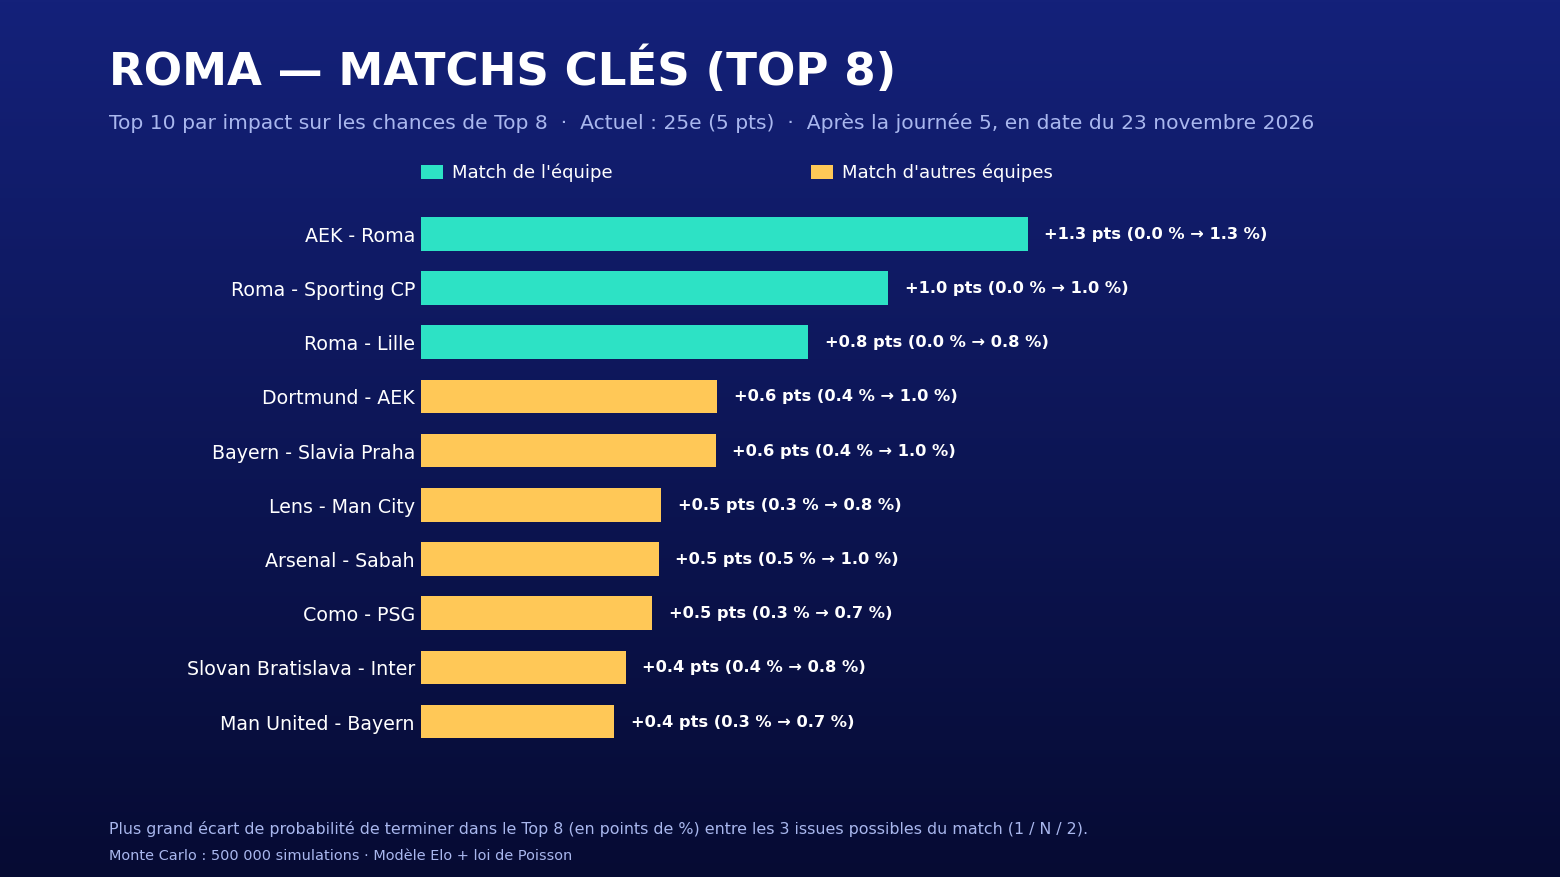 ROMA — MATCHS CLÉS (TOP 8)
Top 10 par impact sur les chances de Top 8 · Actuel : 25e (5 pts) · Après la journée 5, en date du 23 novembre 2026
Match de l'équipe
Match d'autres équipes
AEK - Roma +1.3 pts (0.0 % → 1.3 %)
Roma - Sporting CP +1.0 pts (0.0 % → 1.0 %)
Roma - Lille +0.8 pts (0.0 % → 0.8 %)
Dortmund - AEK +0.6 pts (0.4 % → 1.0 %)
Bayern - Slavia Praha +0.6 pts (0.4 % → 1.0 %)
Lens - Man City +0.5 pts (0.3 % → 0.8 %)
Arsenal - Sabah +0.5 pts (0.5 % → 1.0 %)
Como - PSG +0.5 pts (0.3 % → 0.7 %)
Slovan Bratislava - Inter +0.4 pts (0.4 % → 0.8 %)
Man United - Bayern +0.4 pts (0.3 % → 0.7 %)
Plus grand écart de probabilité de terminer dans le Top 8 (en points de %) entre les 3 issues possibles du match (1 / N / 2).
Monte Carlo : 500 000 simulations · Modèle Elo + loi de Poisson